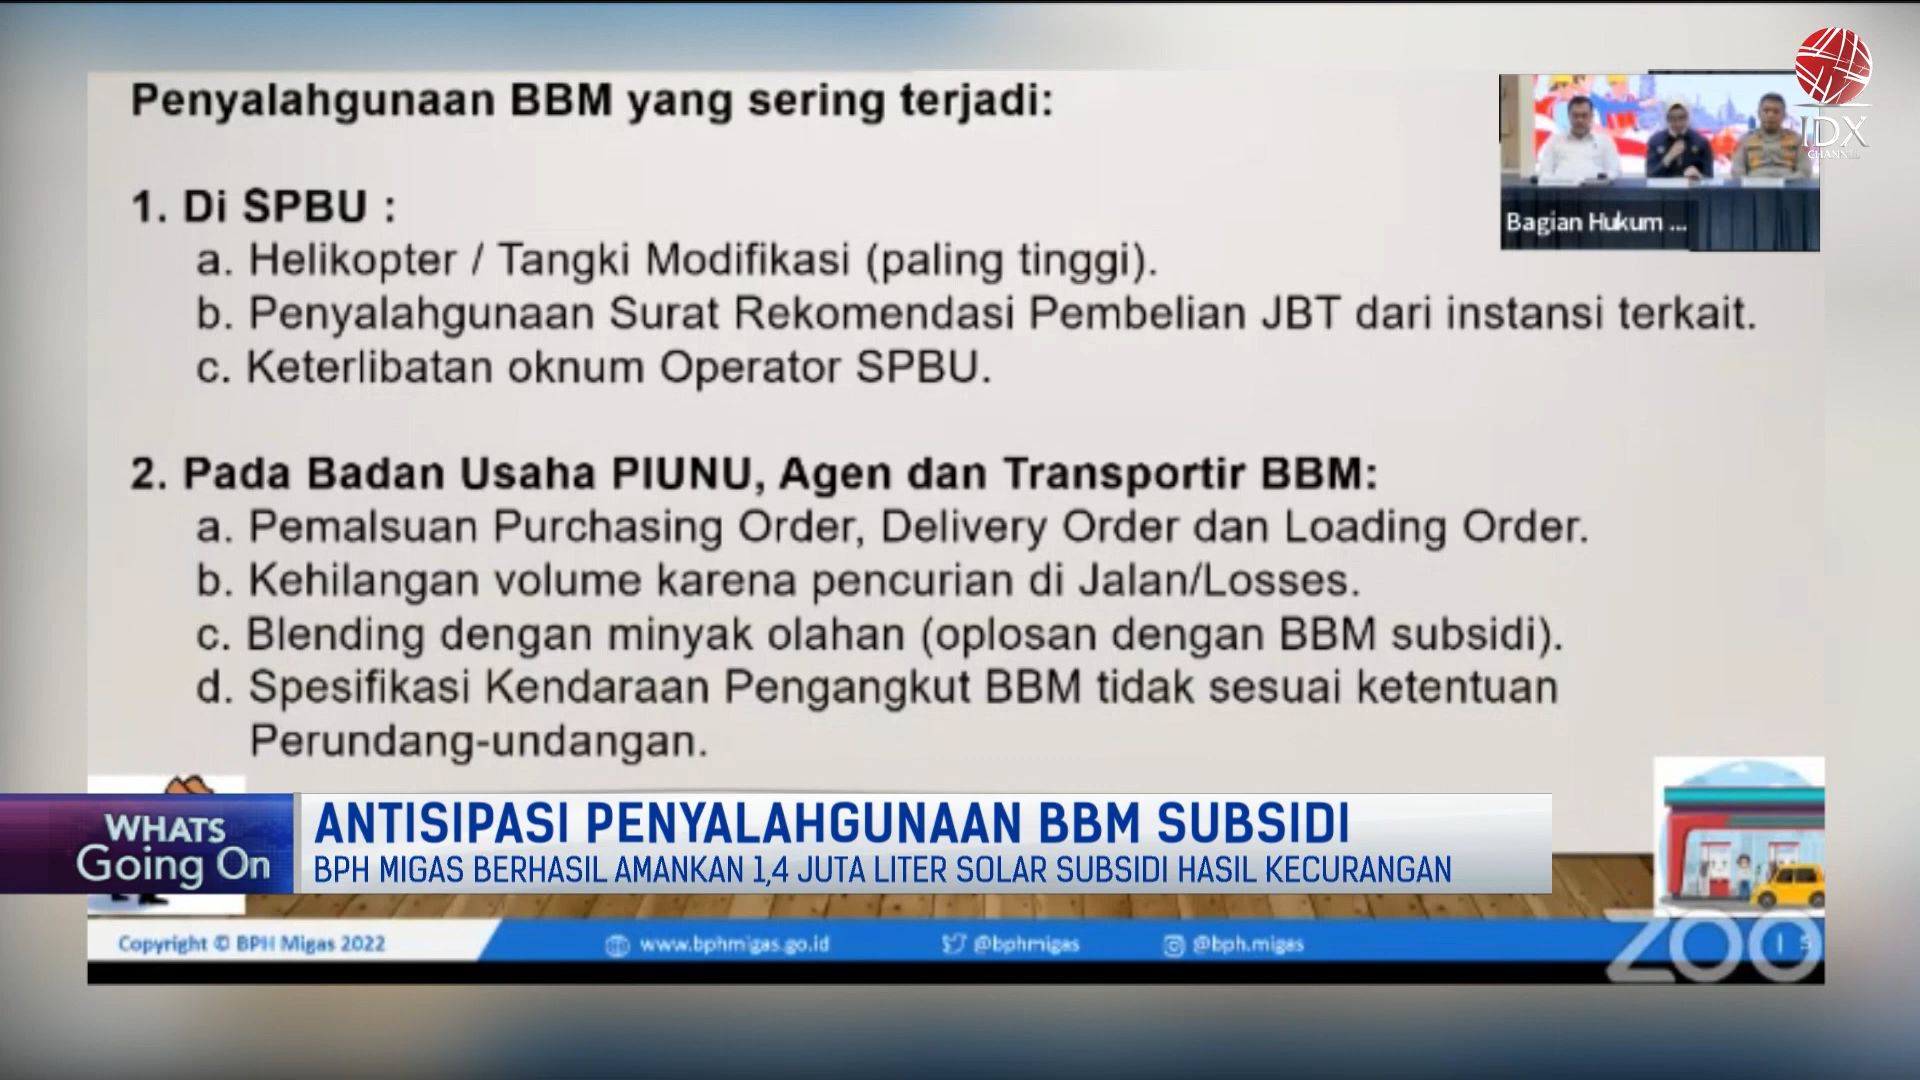 Penyalahgunaan BBM yang sering terjadi:
IDX
CHANNEL
Bagian Hukum ...
1. Di SPBU :
a. Helikopter / Tangki Modifikasi (paling tinggi).
b. Penyalahgunaan Surat Rekomendasi Pembelian JBT dari instansi terkait.
c. Keterlibatan oknum Operator SPBU.
2. Pada Badan Usaha PIUNU, Agen dan Transportir BBM:
a. Pemalsuan Purchasing Order, Delivery Order dan Loading Order.
b. Kehilangan volume karena pencurian di Jalan/Losses.
c. Blending dengan minyak olahan (oplosan dengan BBM subsidi).
d. Spesifikasi Kendaraan Pengangkut BBM tidak sesuai ketentuan
Perundang-undangan.
WHATS
Going On
ANTISIPASI PENYALAHGUNAAN BBM SUBSIDI
BPH MIGAS BERHASIL AMANKAN 1,4 JUTA LITER SOLAR SUBSIDI HASIL KECURANGAN
Copyright © BPH Migas 2022
www.bphmigas.go.id
@bphmigas
@bph.migas
ZOO
| 5